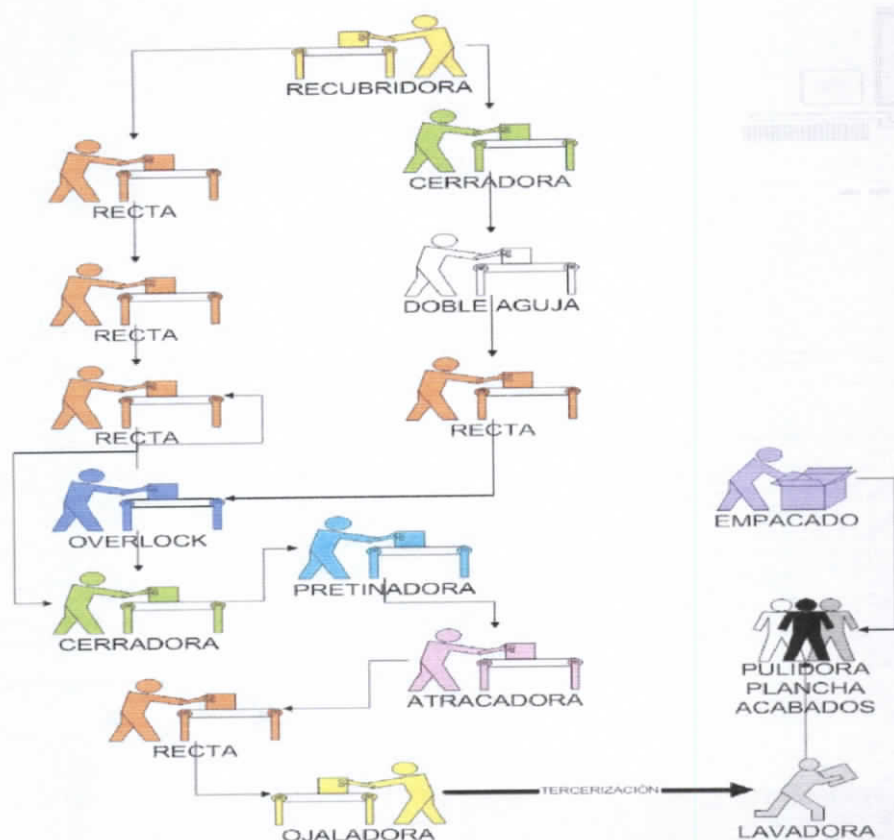 RECUBRIDORA
RECTA
CERRADORA
RECTA
DOBLE AGUJA
RECTA
RECTA
OVERLOCK
EMPACADO
PRETINADORA
CERRADORA
ATRACADORA
PULIDORA
PLANCHA
ACABADOS
RECTA
TERCERIZACIÓN
OJALADORA
LAVADORA